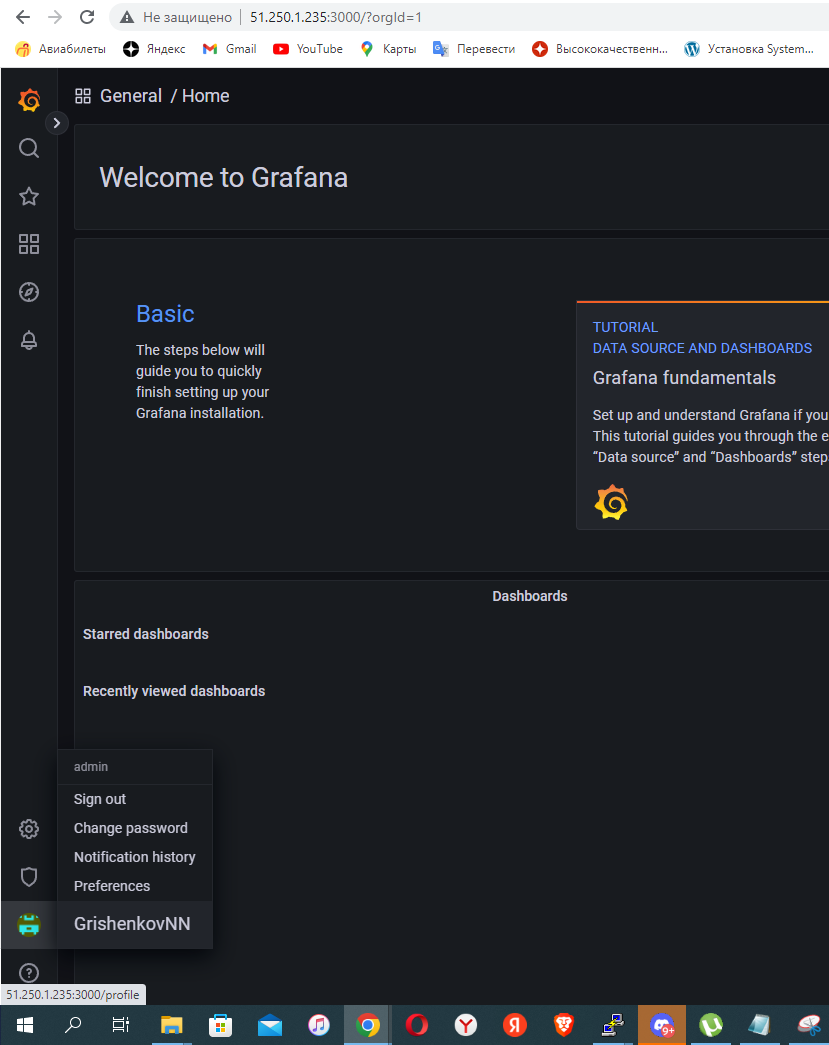 Не защищено | 51.250.1.235:3000/?orgId=1
Авиабилеты Яндекс Gmail YouTube Карты Перевести Высококачественн... Установка System...
General / Home
Welcome to Grafana
Basic
The steps below will
guide you to quickly
finish setting up your
Grafana installation.
TUTORIAL
DATA SOURCE AND DASHBOARDS
Grafana fundamentals
Set up and understand Grafana if you
This tutorial guides you through the e
“Data source” and “Dashboards” step
Dashboards
Starred dashboards
Recently viewed dashboards
admin
Sign out
Change password
Notification history
Preferences
GrishenkovNN
51.250.1.235:3000/profile
9+